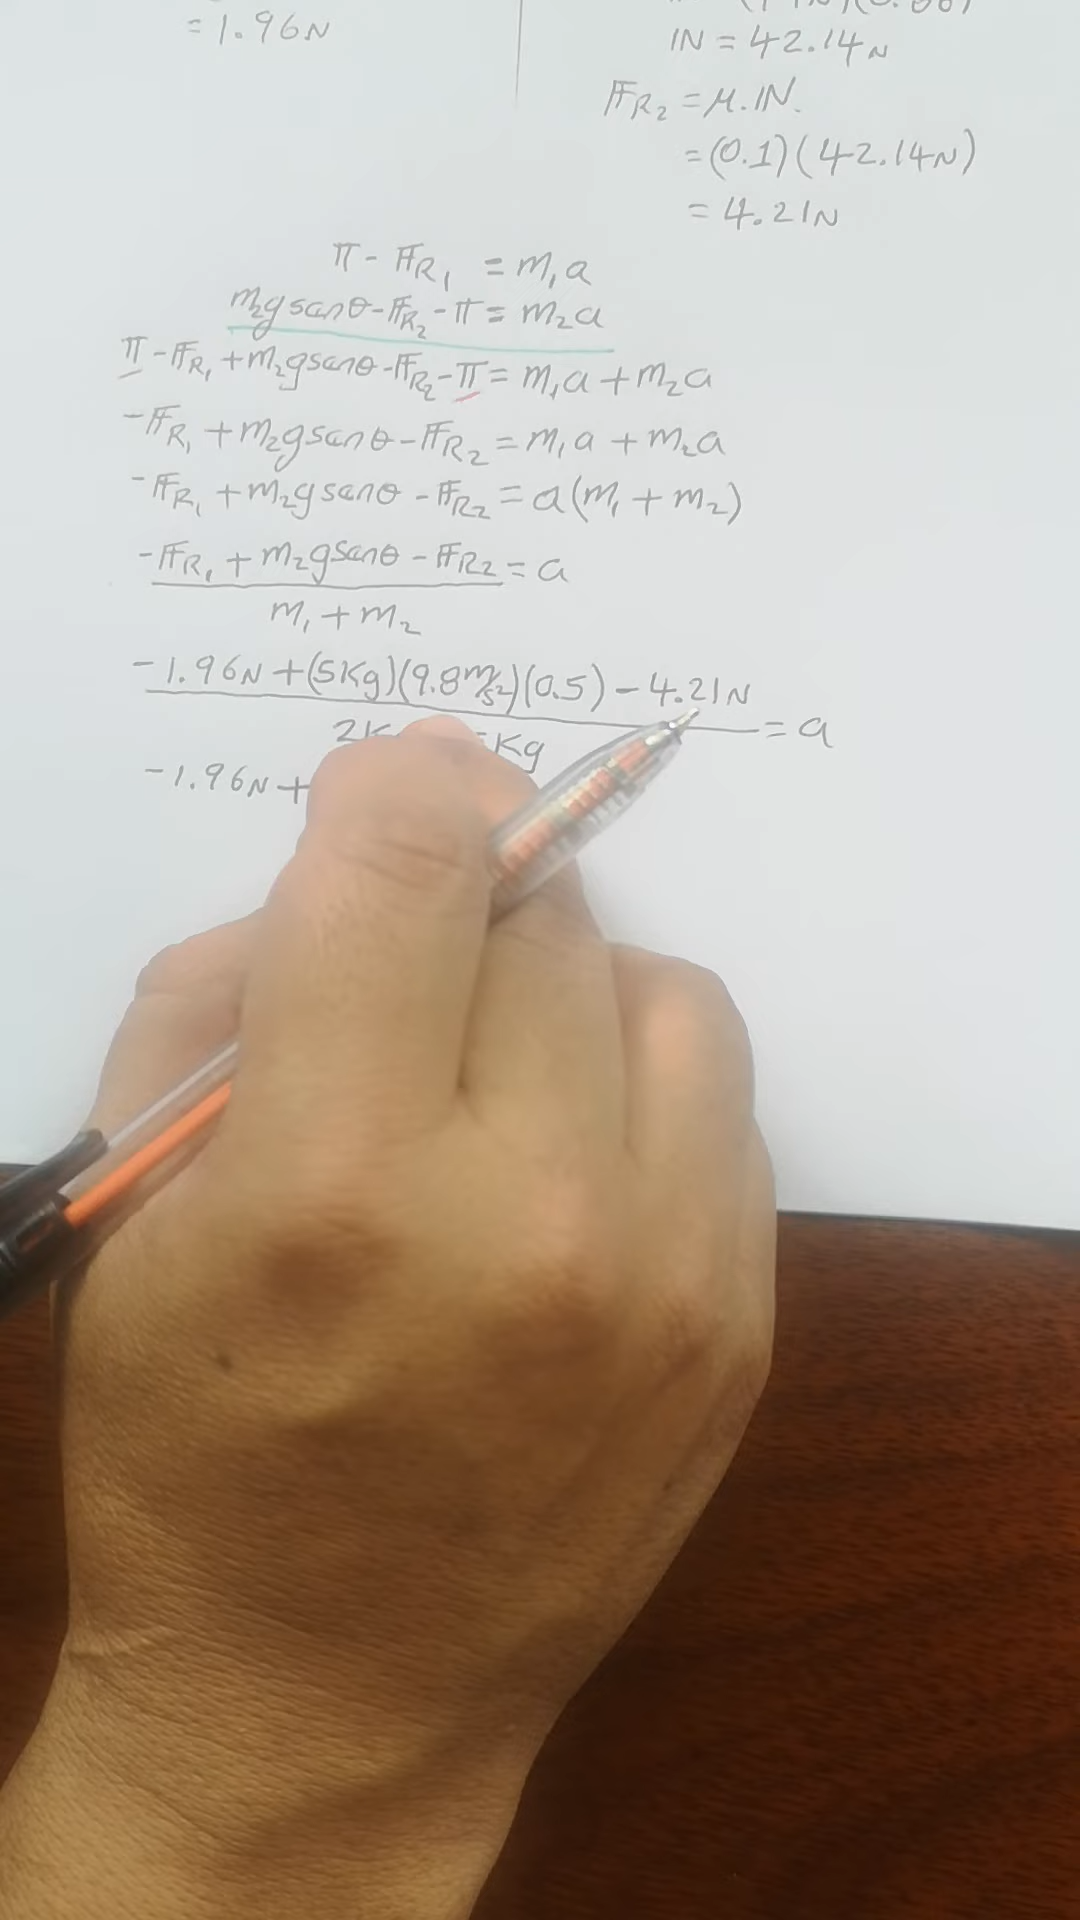 = 1.96N
IN = 42.14N
FR₂ = μ.IN.
= (0.1)(42.14N)
= 4.21N
π - FR₁ = m₁a
m₂gsenθ - FR₂ - π = m₂a
π - FR₁ + m₂gsenθ - FR₂ - π = m₁a + m₂a
-FR₁ + m₂gsenθ - FR₂ = m₁a + m₂a
-FR₁ + m₂gsenθ - FR₂ = a(m₁ + m₂)
-FR₁ + m₂gsenθ - FR₂ = a
m₁ + m₂
-1.96N + (5Kg)(9.8m/s²)(0.5) - 4.21N = a
Kg
-1.96N +